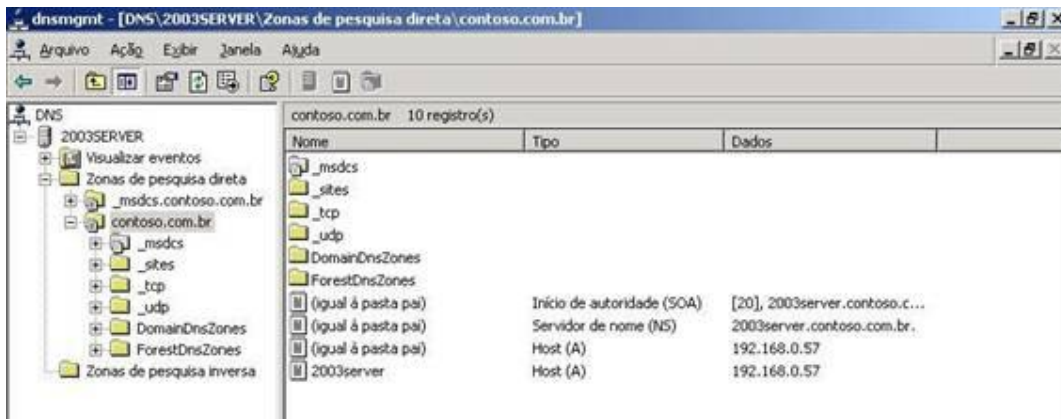 dnsmgmt - [DNS\2003SERVER\Zonas de pesquisa direta\contoso.com.br]
Arquivo Ação Exibir Janela Ajuda
DNS
2003SERVER
Visualizar eventos
Zonas de pesquisa direta
_msdcs.contoso.com.br
contoso.com.br
_msdcs
_sites
_tcp
_udp
DomainDnsZones
ForestDnsZones
Zonas de pesquisa inversa
contoso.com.br 10 registro(s)
Nome Tipo Dados
_msdcs
_sites
_tcp
_udp
DomainDnsZones
ForestDnsZones
(igual á pasta pai) Início de autoridade (SOA) [20], 2003server.contoso.c...
(igual á pasta pai) Servidor de nome (NS) 2003server.contoso.com.br.
(igual á pasta pai) Host (A) 192.168.0.57
2003server Host (A) 192.168.0.57